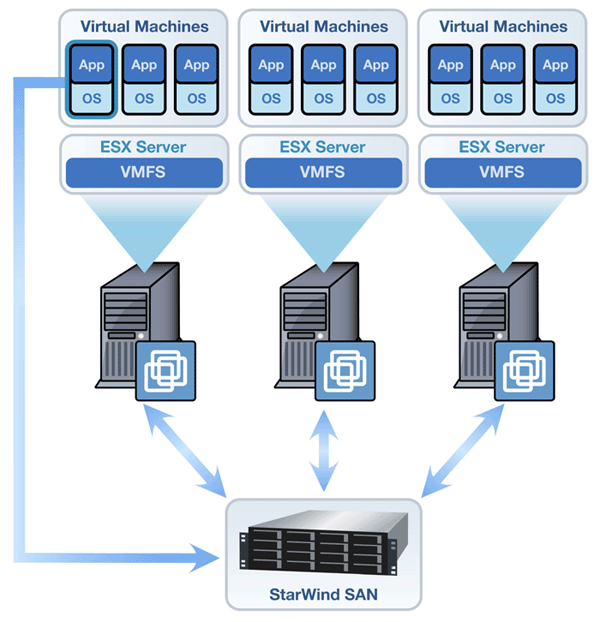 Virtual Machines Virtual Machines Virtual Machines
App App App App App App App App App
OS OS OS OS OS OS OS OS OS
ESX Server ESX Server ESX Server
VMFS VMFS VMFS
StarWind SAN